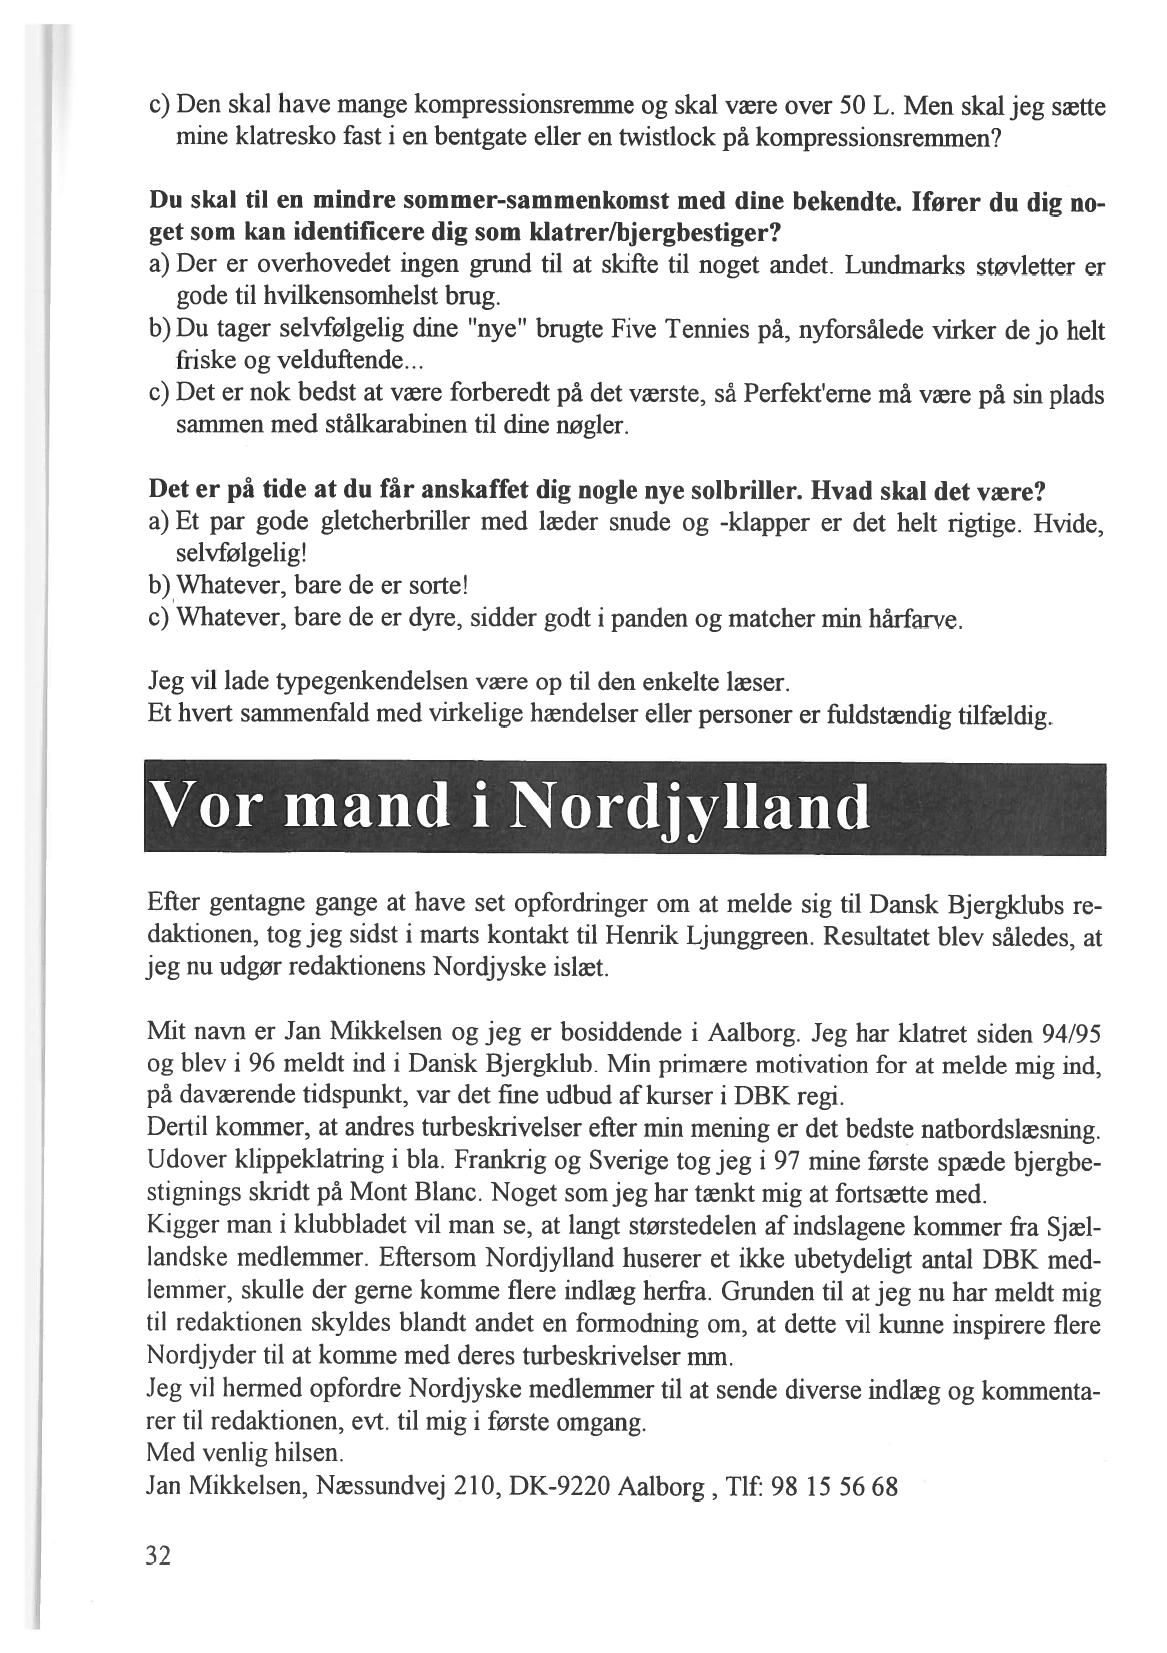 c) Den skal have mange kompressionsremme og skal være over 50 L. Men skal jeg sætte
mine klatresko fast i en bentgate eller en twistlock på kompressionsremmen?
Du skal til en mindre sommer-sammenkomst med dine bekendte. Ifører du dig no-
get som kan identificere dig som klatrer/bjergbestiger?
a) Der er overhovedet ingen grund til at skifte til noget andet. Lundmarks støvletter er
gode til hvilkensomhelst brug.
b) Du tager selvfølgelig dine "nye" brugte Five Tennies på, nyforsålede virker de jo helt
friske og velduftende...
c) Det er nok bedst at være forberedt på det værste, så Perfekt'erne må være på sin plads
sammen med stålkarabinen til dine nøgler.
Det er på tide at du får anskaffet dig nogle nye solbriller. Hvad skal det være?
a) Et par gode gletcherbriller med læder snude og -klapper er det helt rigtige. Hvide,
selvfølgelig!
b) Whatever, bare de er sorte!
c) Whatever, bare de er dyre, sidder godt i panden og matcher min hårfarve.
Jeg vil lade typegenkendelsen være op til den enkelte læser.
Et hvert sammenfald med virkelige hændelser eller personer er fuldstændig tilfældig.
Vor mand i Nordjylland
Efter gentagne gange at have set opfordringer om at melde sig til Dansk Bjergklubs re-
daktionen, tog jeg sidst i marts kontakt til Henrik Ljunggreen. Resultatet blev således, at
jeg nu udgør redaktionens Nordjyske islæt.
Mit navn er Jan Mikkelsen og jeg er bosiddende i Aalborg. Jeg har klatret siden 94/95
og blev i 96 meldt ind i Dansk Bjergklub. Min primære motivation for at melde mig ind,
på daværende tidspunkt, var det fine udbud af kurser i DBK regi.
Dertil kommer, at andres turbeskrivelser efter min mening er det bedste natbordslæsning.
Udover klippeklatring i bla. Frankrig og Sverige tog jeg i 97 mine første spæde bjergbe-
stignings skridt på Mont Blanc. Noget som jeg har tænkt mig at fortsætte med.
Kigger man i klubbladet vil man se, at langt størstedelen af indslagene kommer fra Sjæl-
landske medlemmer. Eftersom Nordjylland huserer et ikke ubetydeligt antal DBK med-
lemmer, skulle der gerne komme flere indlæg herfra. Grunden til at jeg nu har meldt mig
til redaktionen skyldes blandt andet en formodning om, at dette vil kunne inspirere flere
Nordjyder til at komme med deres turbeskrivelser mm.
Jeg vil hermed opfordre Nordjyske medlemmer til at sende diverse indlæg og kommenta-
rer til redaktionen, evt. til mig i første omgang.
Med venlig hilsen.
Jan Mikkelsen, Næssundvej 210, DK-9220 Aalborg , Tlf: 98 15 56 68
32